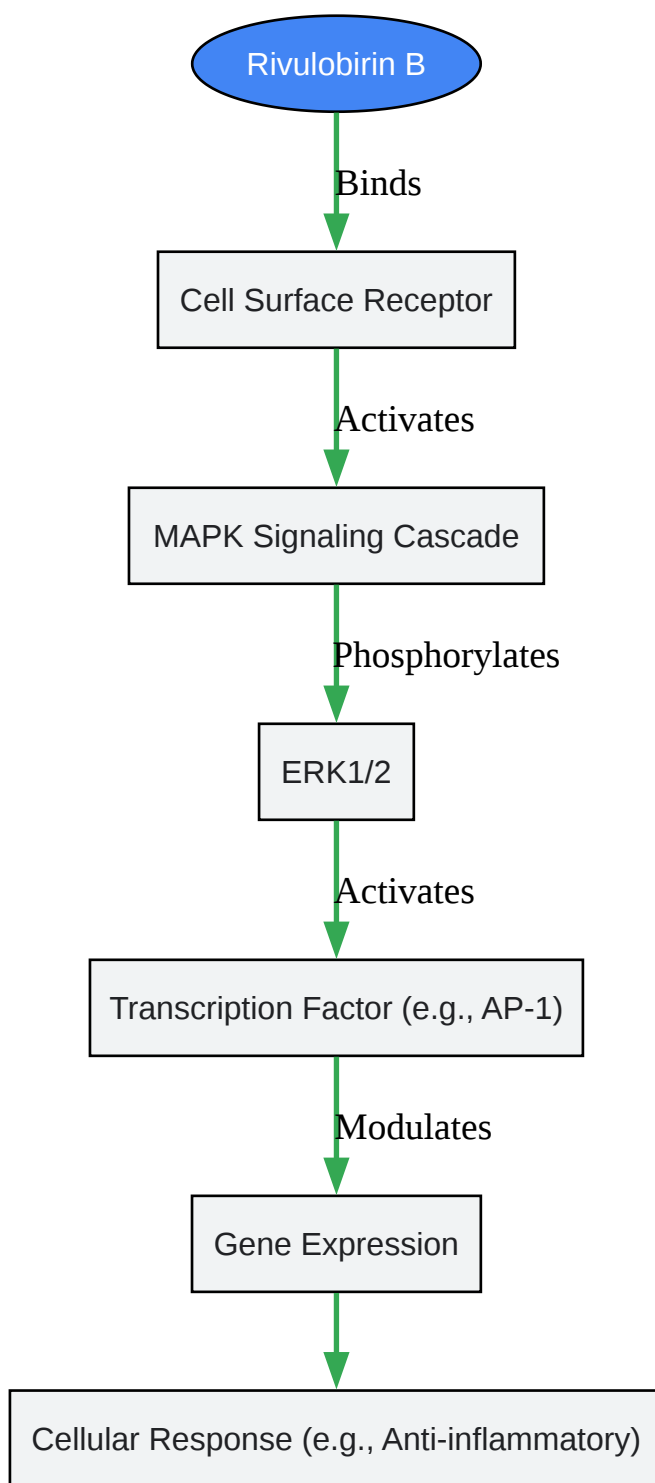 Rivulobirin B
Binds
Cell Surface Receptor
Activates
MAPK Signaling Cascade
Phosphorylates
ERK1/2
Activates
Transcription Factor (e.g., AP-1)
Modulates
Gene Expression
Cellular Response (e.g., Anti-inflammatory)